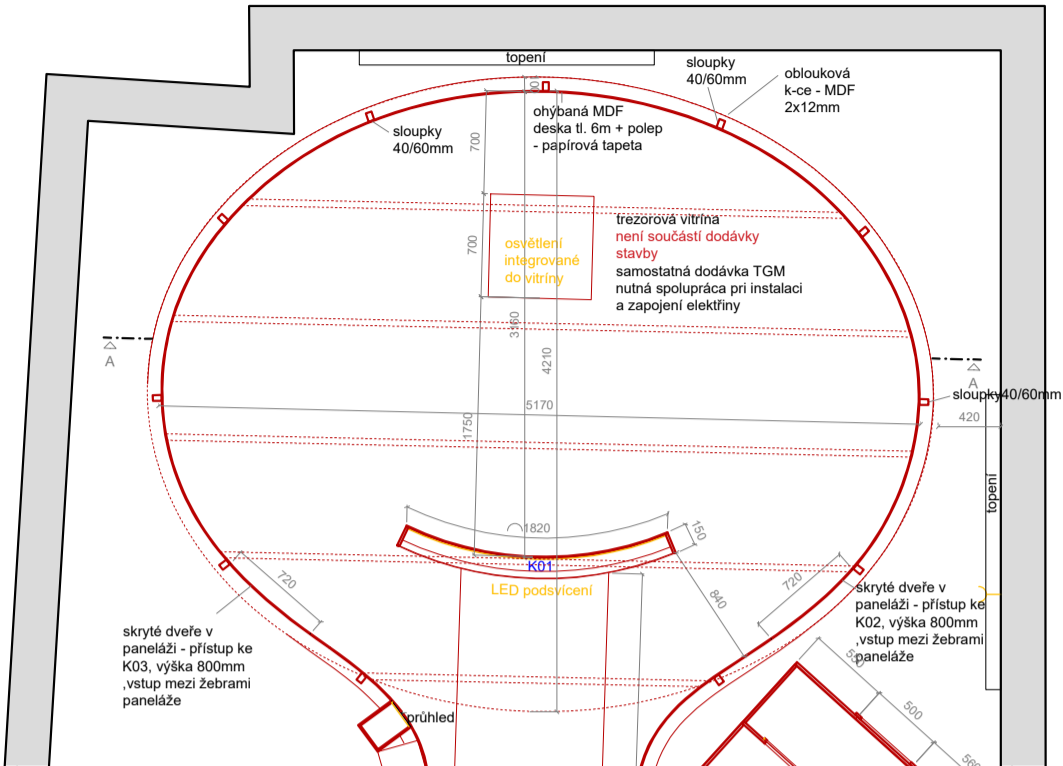 topení
sloupky
40/60mm
oblouková
k-ce - MDF
2x12mm
ohýbaná MDF
deska tl. 6m + polep
- papírová tapeta
sloupky
40/60mm
700
700
osvětlení
integrované
do vitríny
trezorová vitrína
není součástí dodávky
stavby
samostatná dodávka TGM
nutná spolupráca pri instalaci
a zapojení elektřiny
3160
4210
A
A
sloupky40/60mm
5170
420
1750
topení
1820
150
K01
LED podsvícení
720
840
720
skryté dveře v
paneláži - přístup ke
K02, výška 800mm
,vstup mezi žebrami
paneláže
skryté dveře v
paneláži - přístup ke
K03, výška 800mm
,vstup mezi žebrami
paneláže
550
500
560
průhled